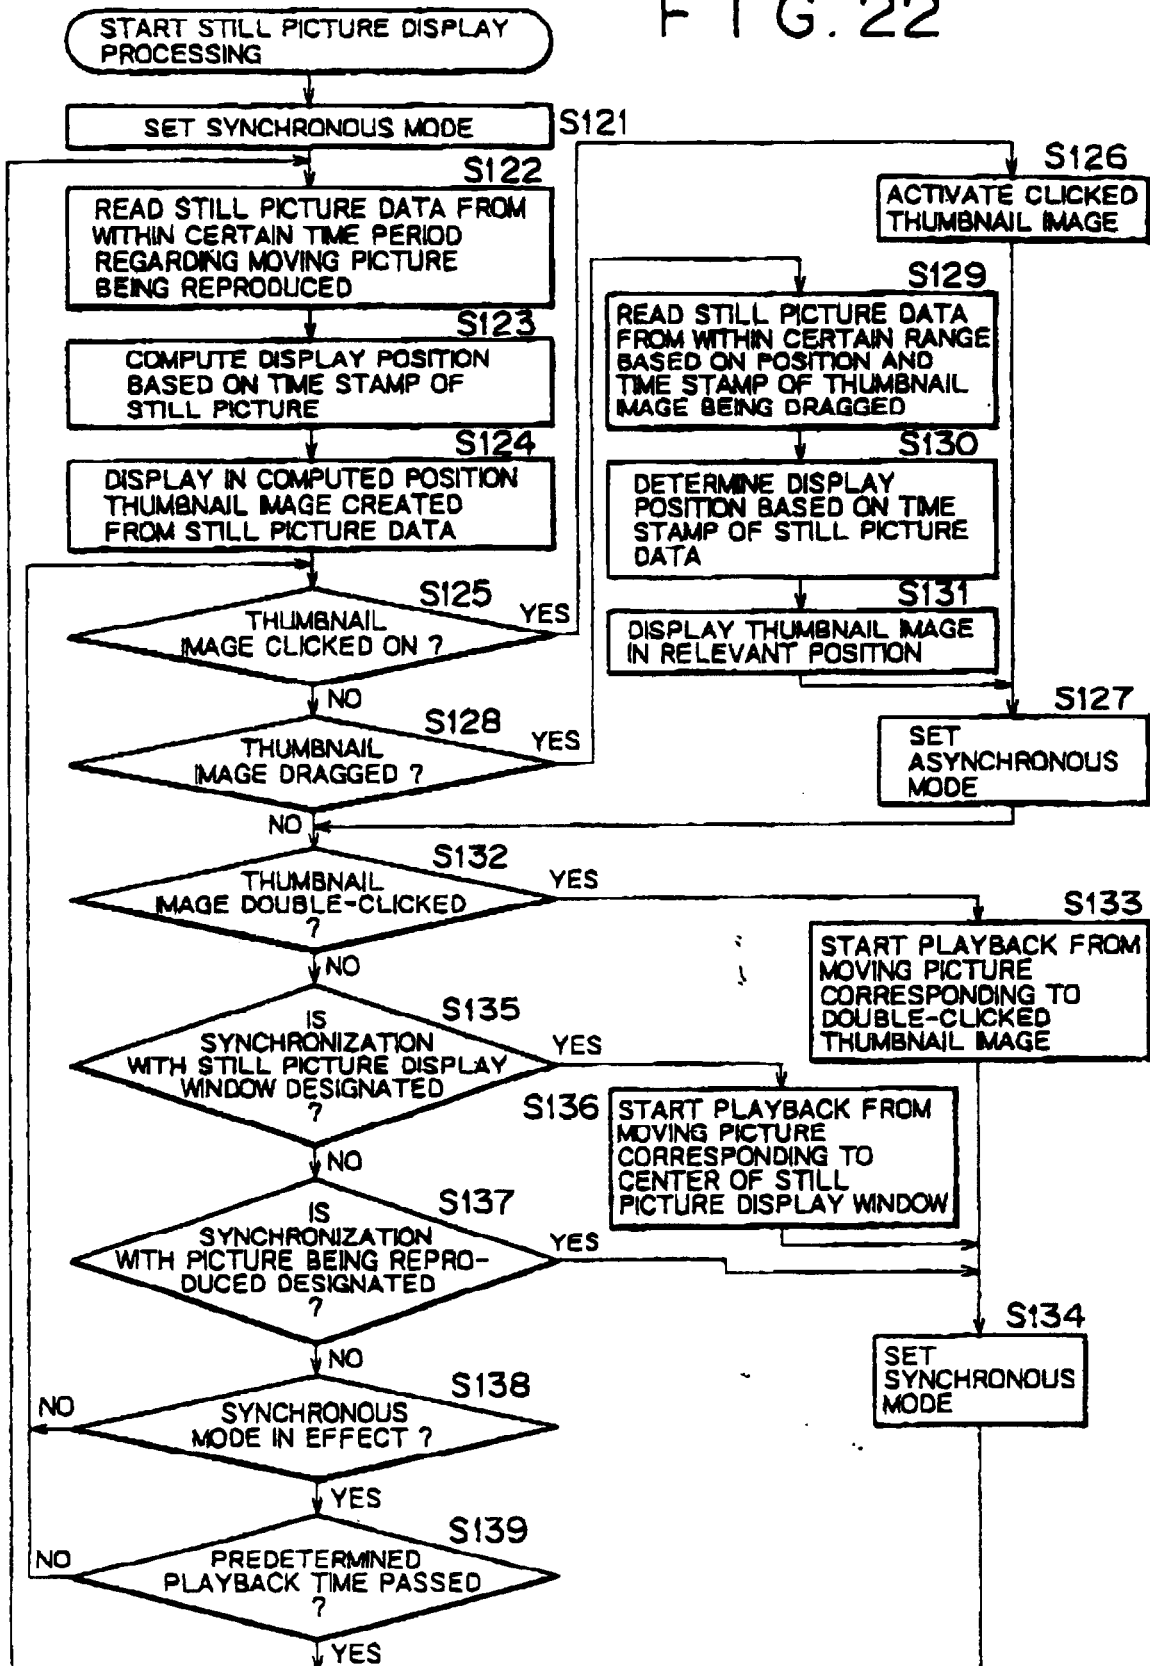 FIG. 22
START STILL PICTURE DISPLAY
PROCESSING
SET SYNCHRONOUS MODE
S121
S122
READ STILL PICTURE DATA FROM
WITHIN CERTAIN TIME PERIOD
REGARDING MOVING PICTURE
BEING REPRODUCED
S123
COMPUTE DISPLAY POSITION
BASED ON TIME STAMP OF
STILL PICTURE
S124
DISPLAY IN COMPUTED POSITION
THUMBNAIL IMAGE CREATED
FROM STILL PICTURE DATA
S125
THUMBNAIL
IMAGE CLICKED ON ?
YES
NO
S126
ACTIVATE CLICKED
THUMBNAIL IMAGE
S128
THUMBNAIL
IMAGE DRAGGED ?
YES
NO
S129
READ STILL PICTURE DATA
FROM WITHIN CERTAIN RANGE
BASED ON POSITION AND
TIME STAMP OF THUMBNAIL
IMAGE BEING DRAGGED
S130
DETERMINE DISPLAY
POSITION BASED ON TIME
STAMP OF STILL PICTURE
DATA
S131
DISPLAY THUMBNAIL IMAGE
IN RELEVANT POSITION
S127
SET
ASYNCHRONOUS
MODE
S132
THUMBNAIL
IMAGE DOUBLE-CLICKED
?
YES
NO
S133
START PLAYBACK FROM
MOVING PICTURE
CORRESPONDING TO
DOUBLE-CLICKED
THUMBNAIL IMAGE
S135
IS
SYNCHRONIZATION
WITH STILL PICTURE DISPLAY
WINDOW DESIGNATED
?
YES
NO
S136
START PLAYBACK FROM
MOVING PICTURE
CORRESPONDING TO
CENTER OF STILL
PICTURE DISPLAY WINDOW
S137
IS
SYNCHRONIZATION
WITH PICTURE BEING REPRO-
DUCED DESIGNATED
?
YES
NO
S134
SET
SYNCHRONOUS
MODE
S138
SYNCHRONOUS
MODE IN EFFECT ?
NO
YES
S139
PREDETERMINED
PLAYBACK TIME PASSED
?
NO
YES